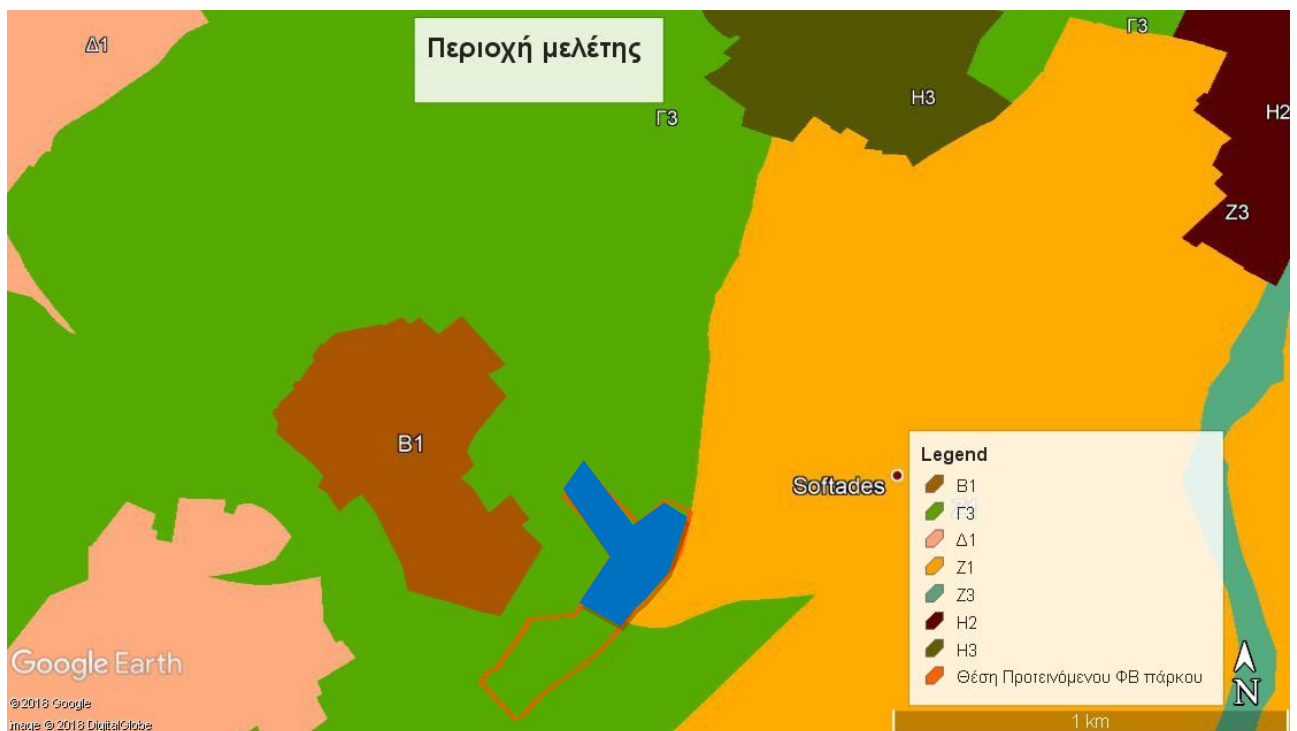 Περιοχή μελέτης
Δ1
Γ3
Γ3
Η3
Η2
Ζ3
Β1
Softades
Legend
Β1
Γ3
Δ1
Ζ1
Ζ3
Η2
Η3
Θέση Προτεινόμενου ΦΒ πάρκου
Google Earth
© 2018 Google
Image © 2018 DigitalGlobe
N
1 km